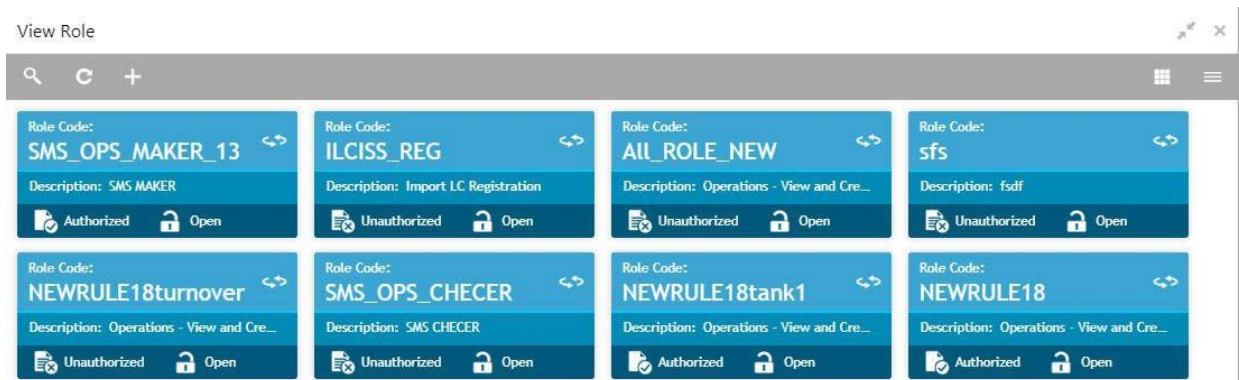 View Role
Role Code:
SMS_OPS_MAKER_13
Description: SMS MAKER
Authorized Open
Role Code:
ILCISS_REG
Description: Import LC Registration
Unauthorized Open
Role Code:
All_ROLE_NEW
Description: Operations - View and Cre...
Unauthorized Open
Role Code:
sfs
Description: fsdf
Unauthorized Open
Role Code:
NEWRULE18turnover
Description: Operations - View and Cre...
Unauthorized Open
Role Code:
SMS_OPS_CHECER
Description: SMS CHECER
Unauthorized Open
Role Code:
NEWRULE18tank1
Description: Operations - View and Cre...
Authorized Open
Role Code:
NEWRULE18
Description: Operations - View and Cre...
Authorized Open